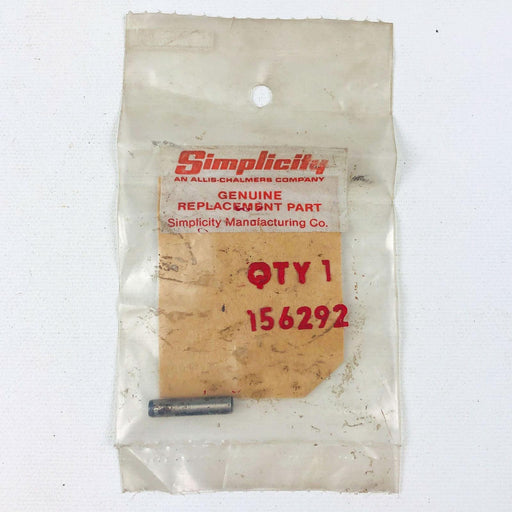 Simplicity
AN ALLIS-CHALMERS COMPANY
GENUINE
REPLACEMENT PART
Simplicity Manufacturing Co.
QTY 1
156292